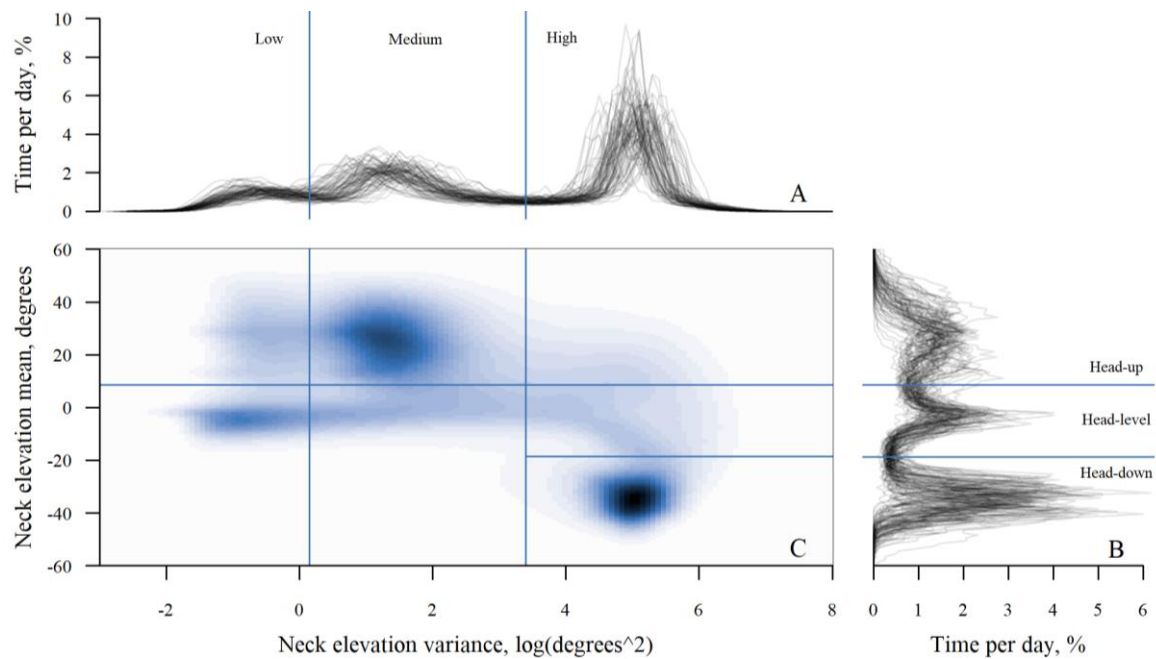 Time per day, %
10
8
6
4
2
0
Low
Medium
High
A
Neck elevation mean, degrees
60
40
20
0
-20
-40
-60
C
-2
0
2
4
6
8
Neck elevation variance, log(degrees^2)
Head-up
Head-level
Head-down
B
0
1
2
3
4
5
6
Time per day, %